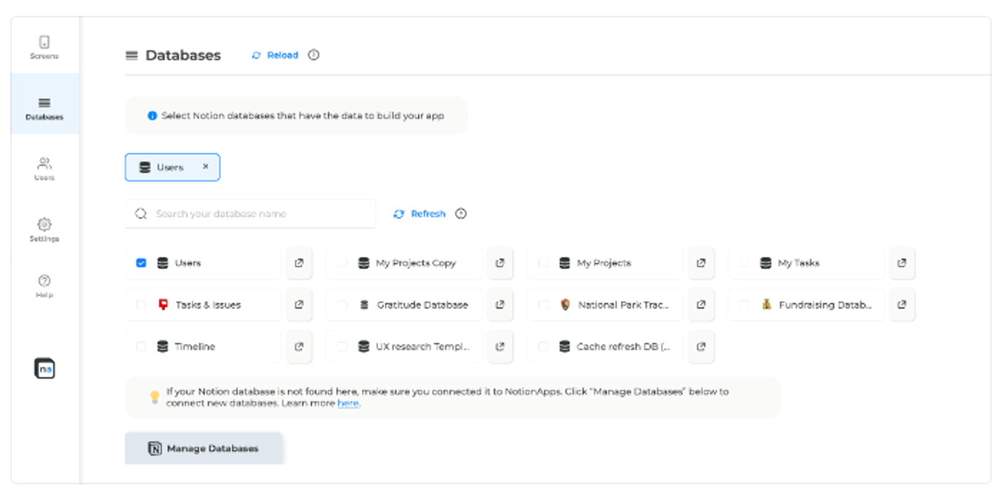 Screens
Databases
Users
Settings
Help
na
Databases
Reload
Select Notion databases that have the data to build your app
Users ×
Search your database name
Refresh
Users
My Projects Copy
My Projects
My Tasks
Tasks & Issues
Gratitude Database
National Park Trac...
Fundraising Datab...
Timeline
UX research Templ...
Cache refresh DB (...
If your Notion database is not found here, make sure you connected it to NotionApps. Click "Manage Databases" below to
connect new databases. Learn more here.
Manage Databases